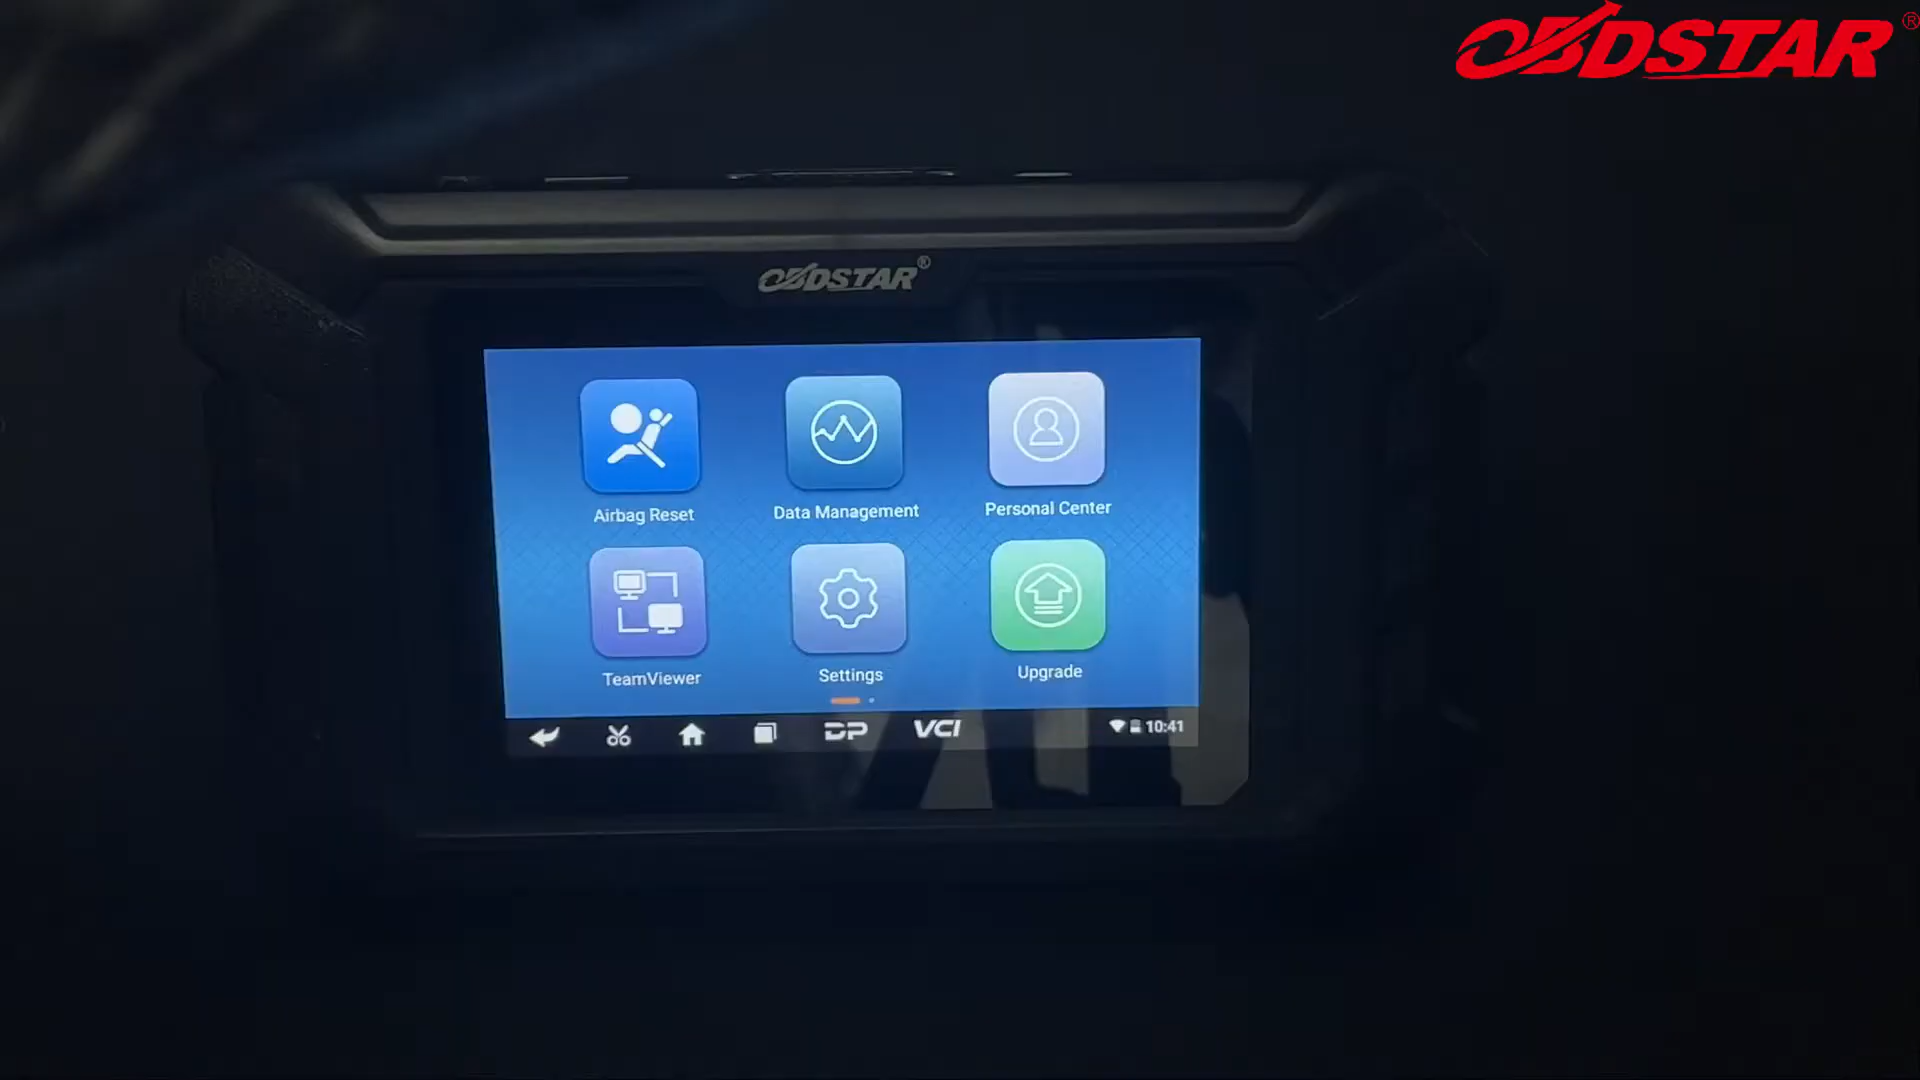 OBDSTAR®
OBDSTAR®
Airbag Reset
Data Management
Personal Center
TeamViewer
Settings
Upgrade
DP
VCI
10:41